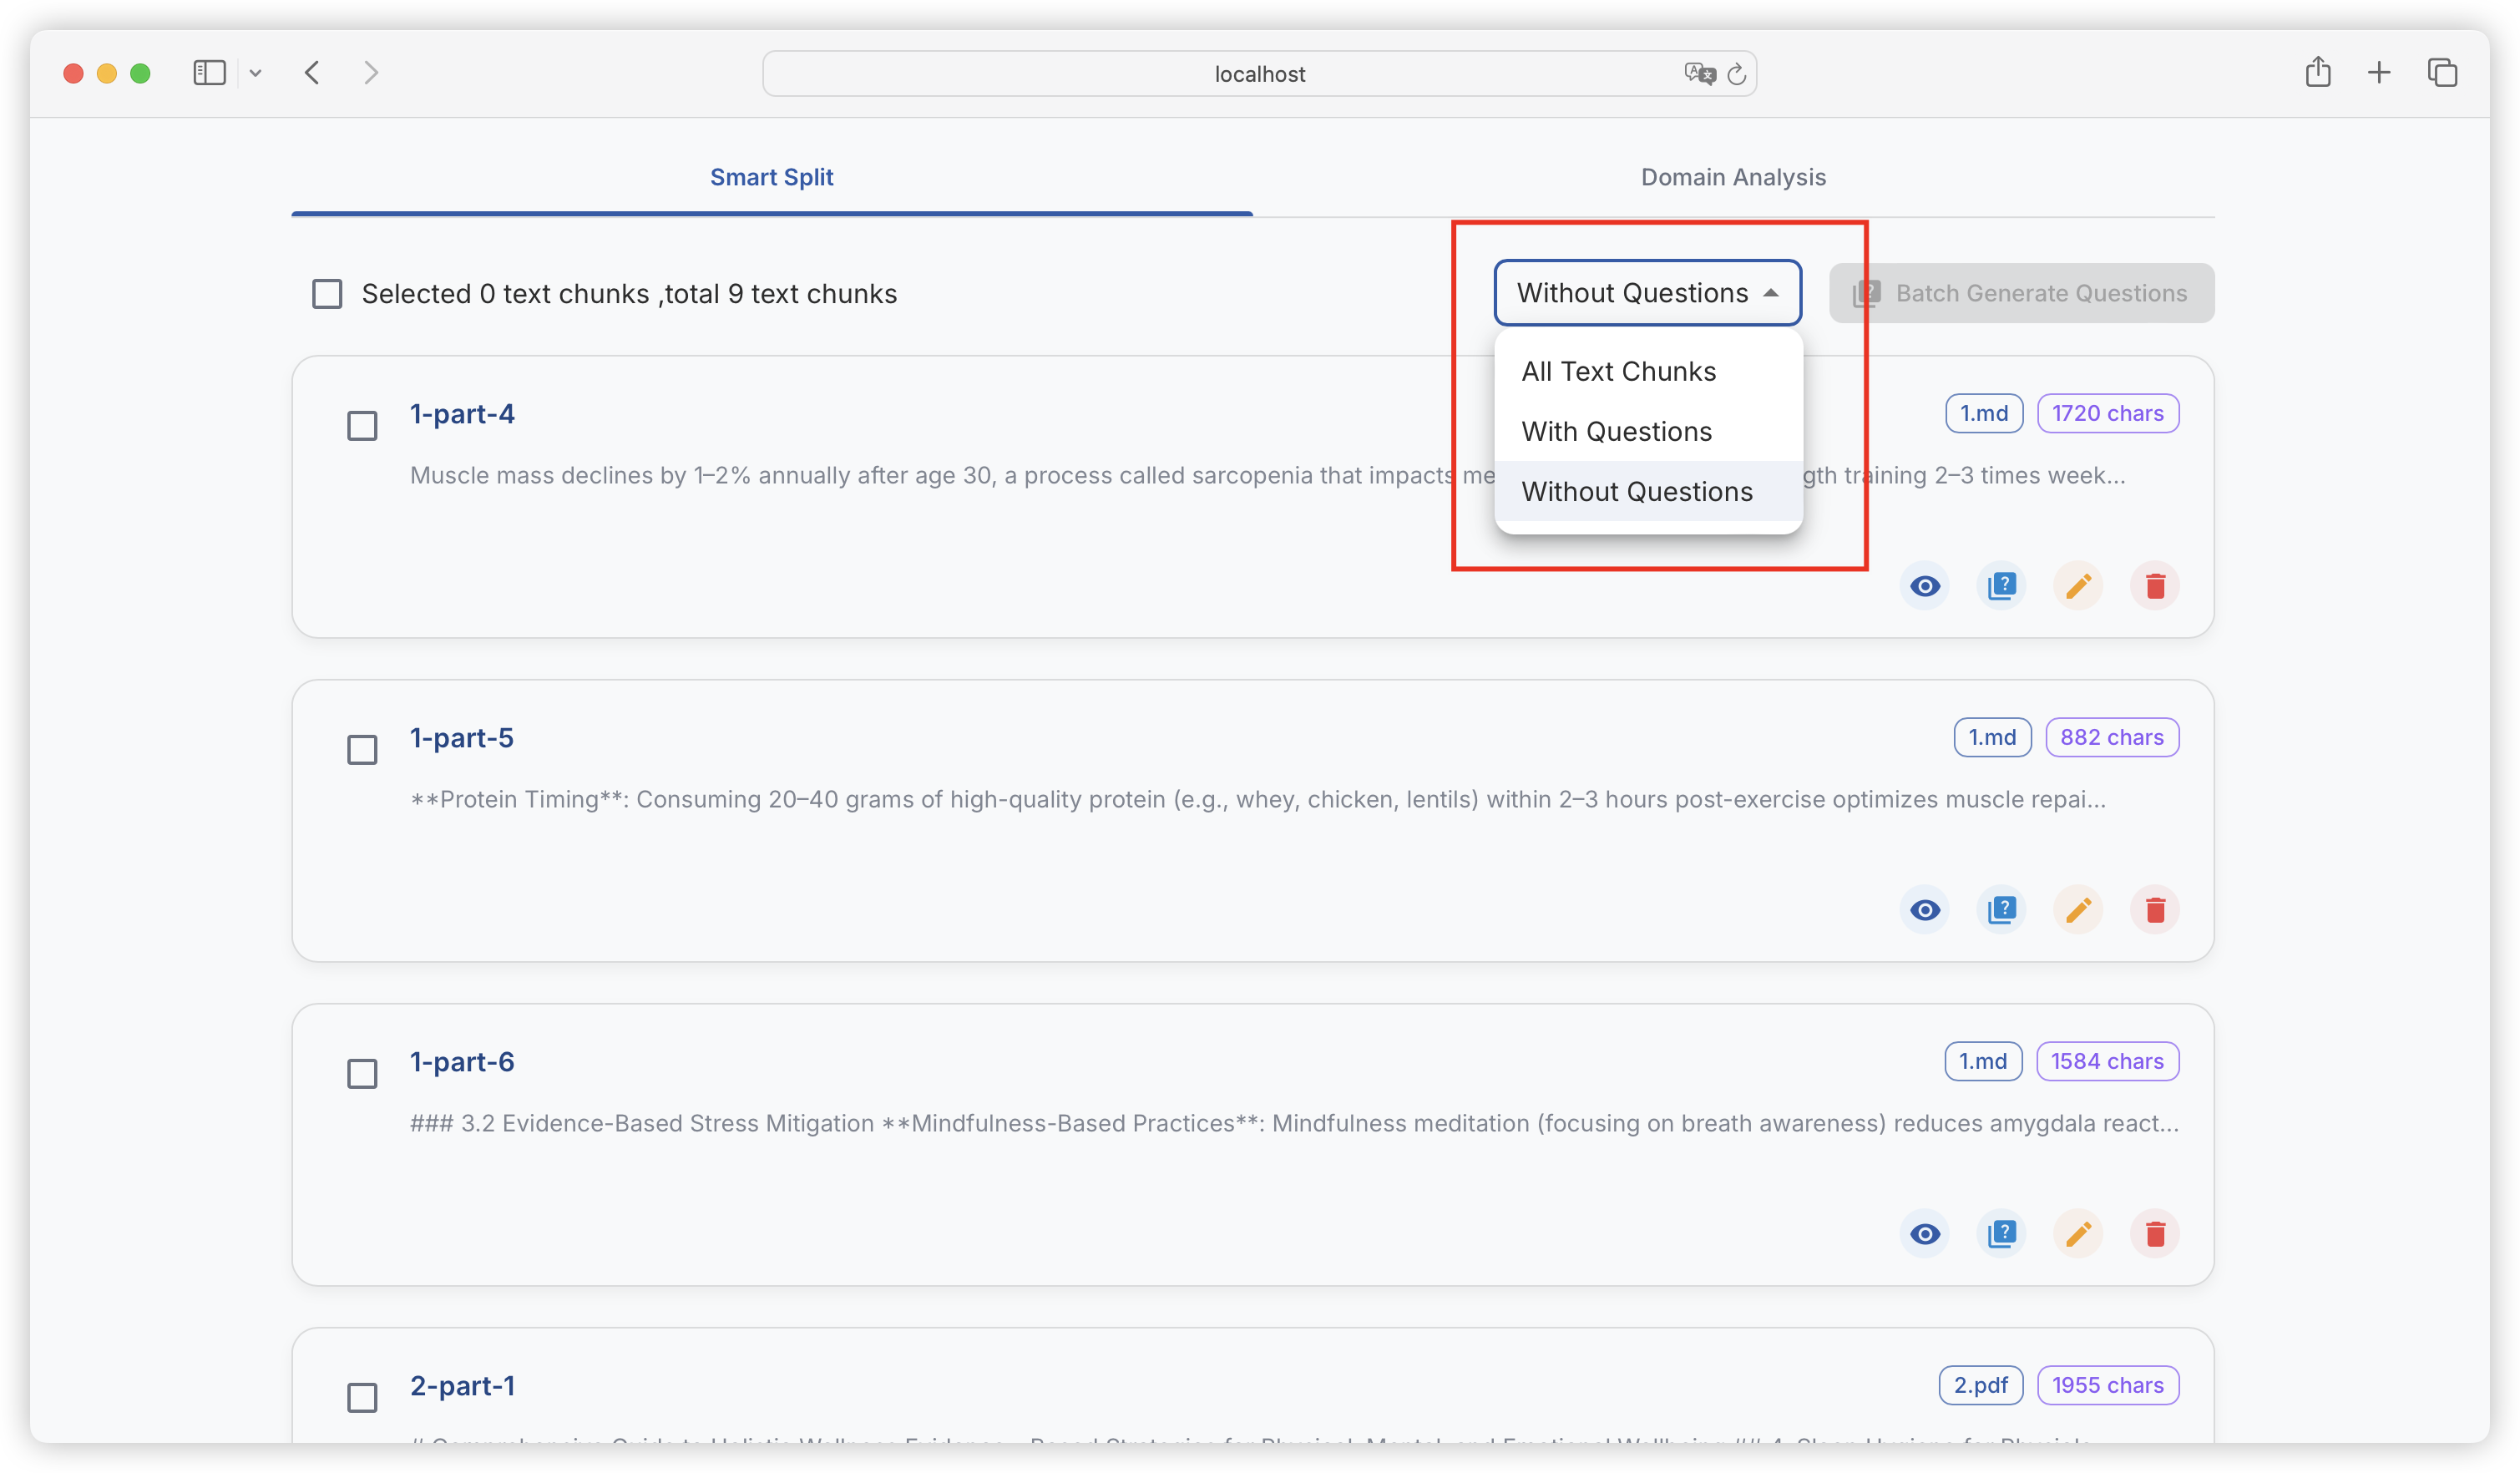 localhost
Smart Split
Domain Analysis
Selected 0 text chunks ,total 9 text chunks
Without Questions
Batch Generate Questions
All Text Chunks
With Questions
Without Questions
1-part-4
1.md
1720 chars
Muscle mass declines by 1–2% annually after age 30, a process called sarcopenia that impacts me gth training 2–3 times week...
1-part-5
1.md
882 chars
**Protein Timing**: Consuming 20–40 grams of high-quality protein (e.g., whey, chicken, lentils) within 2–3 hours post-exercise optimizes muscle repai...
1-part-6
1.md
1584 chars
### 3.2 Evidence-Based Stress Mitigation **Mindfulness-Based Practices**: Mindfulness meditation (focusing on breath awareness) reduces amygdala react...
2-part-1
2.pdf
1955 chars